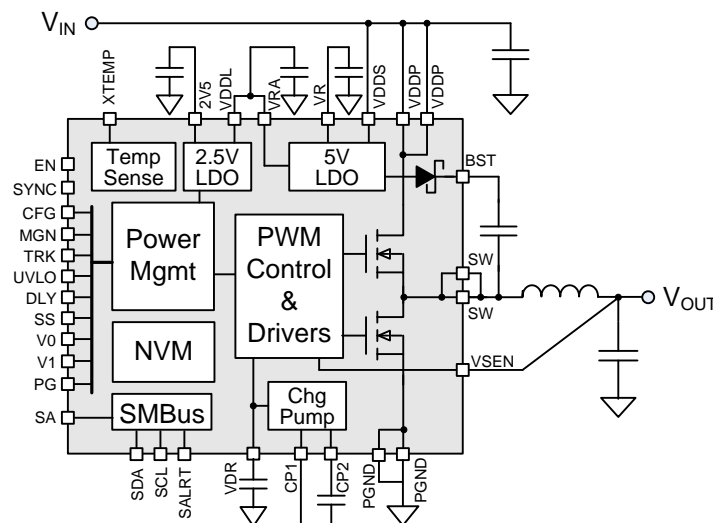 VIN
XTEMP
2V5
VDDL
VRA
VR
VDDS
VDDP
VDDP
EN
SYNC
CFG
MGN
TRK
UVLO
DLY
SS
V0
V1
PG
SA
Temp
Sense
2.5V
LDO
5V
LDO
BST
Power
Mgmt
PWM
Control
&
Drivers
SW
SW
VOUT
NVM
VSEN
SMBus
Chg
Pump
SDA
SCL
SALRT
VDR
CP1
CP2
PGND
PGND